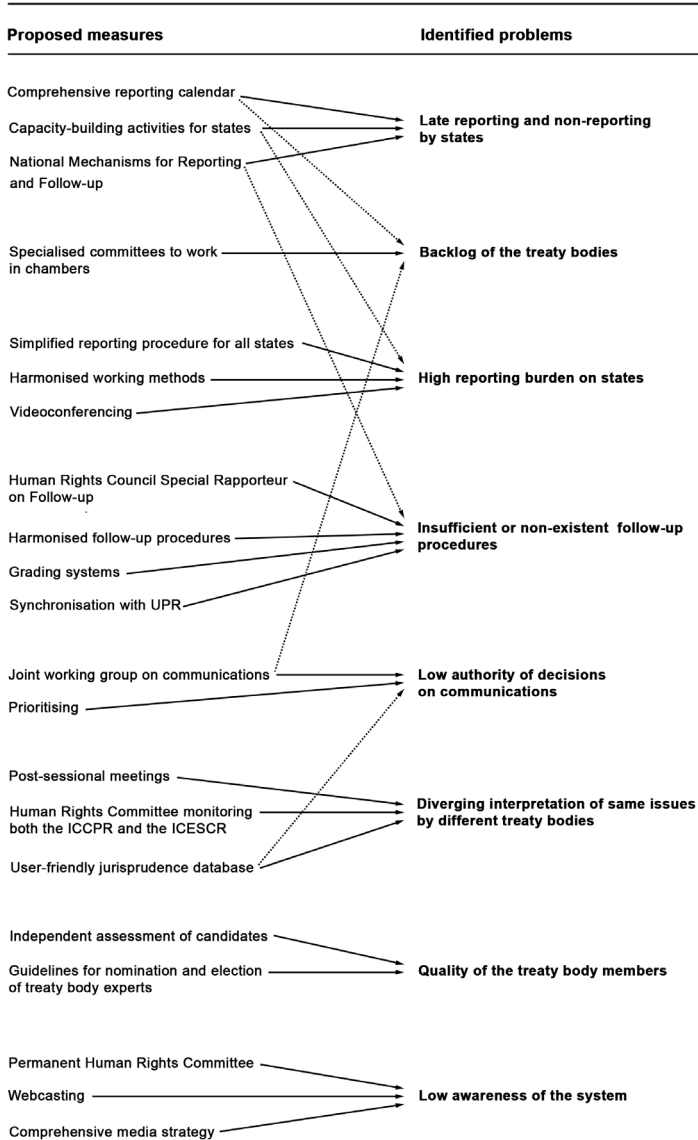 Proposed measures
Identified problems
Comprehensive reporting calendar
Capacity-building activities for states
National Mechanisms for Reporting
and Follow-up
Late reporting and non-reporting
by states
Specialised committees to work
in chambers
Backlog of the treaty bodies
Simplified reporting procedure for all states
Harmonised working methods
Videoconferencing
High reporting burden on states
Human Rights Council Special Rapporteur
on Follow-up
Harmonised follow-up procedures
Grading systems
Synchronisation with UPR
Insufficient or non-existent follow-up
procedures
Joint working group on communications
Prioritising
Low authority of decisions
on communications
Post-sessional meetings
Human Rights Committee monitoring
both the ICCPR and the ICESCR
User-friendly jurisprudence database
Diverging interpretation of same issues
by different treaty bodies
Independent assessment of candidates
Guidelines for nomination and election
of treaty body experts
Quality of the treaty body members
Permanent Human Rights Committee
Webcasting
Comprehensive media strategy
Low awareness of the system